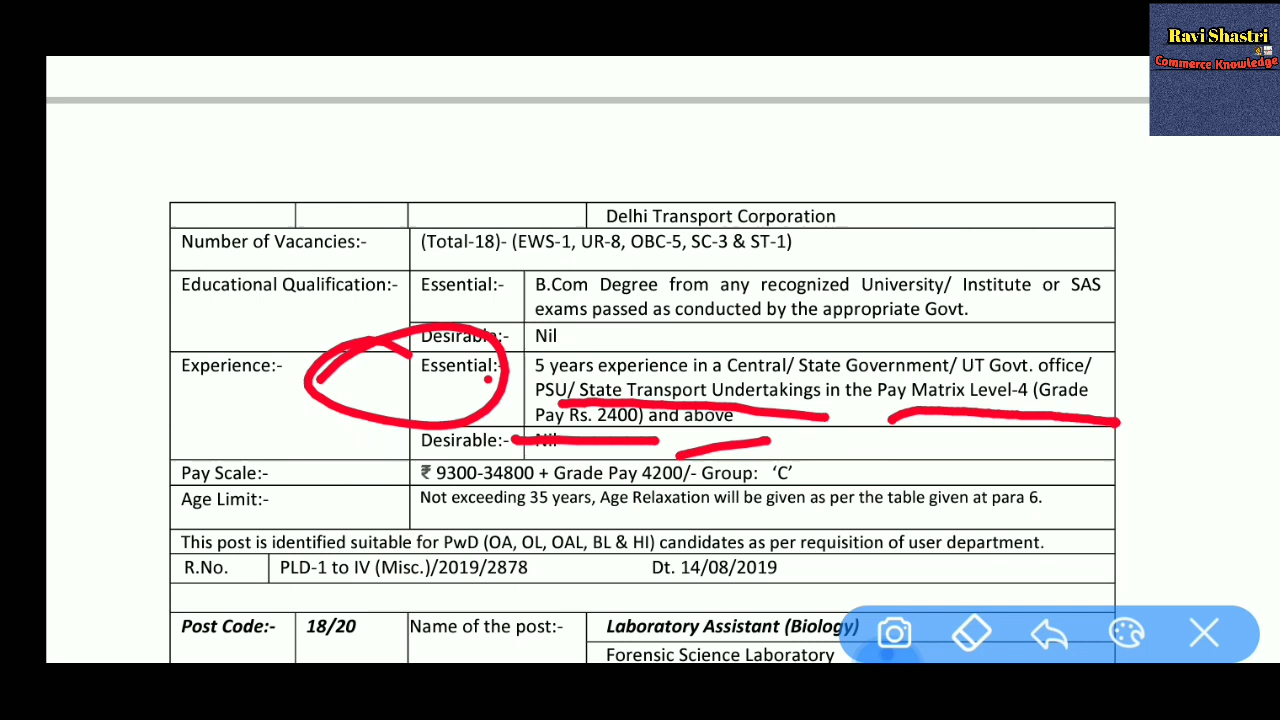 Ravi Shastri
Commerce Knowledge
Delhi Transport Corporation
Number of Vacancies:- (Total-18)- (EWS-1, UR-8, OBC-5, SC-3 & ST-1)
Educational Qualification:- Essential:- B.Com Degree from any recognized University/ Institute or SAS
exams passed as conducted by the appropriate Govt.
Desirable:- Nil
Experience:- Essential:- 5 years experience in a Central/ State Government/ UT Govt. office/
PSU/ State Transport Undertakings in the Pay Matrix Level-4 (Grade
Pay Rs. 2400) and above
Desirable:- Nil
Pay Scale:- ₹ 9300-34800 + Grade Pay 4200/- Group: ‘C’
Age Limit:- Not exceeding 35 years, Age Relaxation will be given as per the table given at para 6.
This post is identified suitable for PwD (OA, OL, OAL, BL & HI) candidates as per requisition of user department.
R.No. PLD-1 to IV (Misc.)/2019/2878 Dt. 14/08/2019
Post Code:- 18/20 Name of the post:- Laboratory Assistant (Biology)
Forensic Science Laboratory